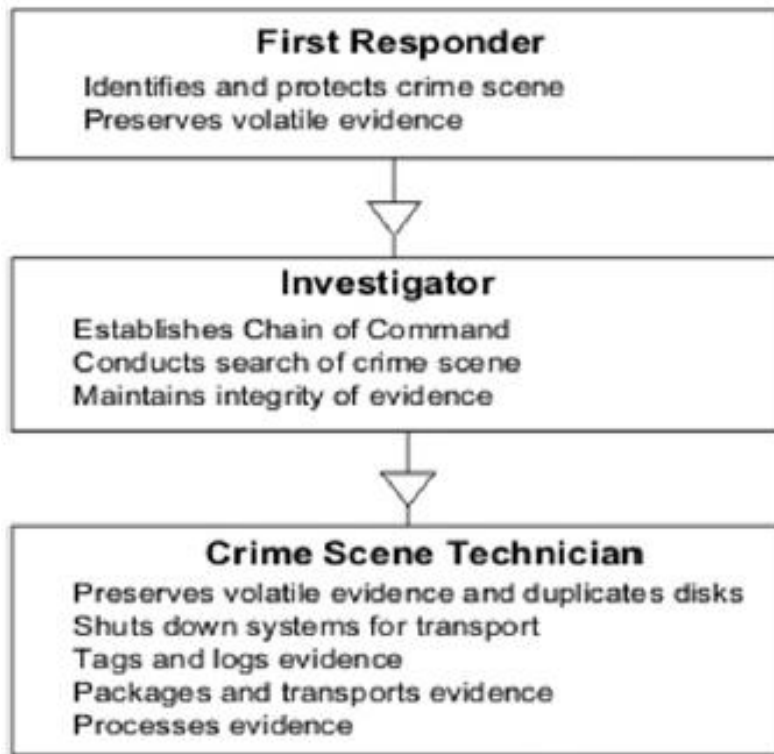 First Responder
Identifies and protects crime scene
Preserves volatile evidence
Investigator
Establishes Chain of Command
Conducts search of crime scene
Maintains integrity of evidence
Crime Scene Technician
Preserves volatile evidence and duplicates disks
Shuts down systems for transport
Tags and logs evidence
Packages and transports evidence
Processes evidence